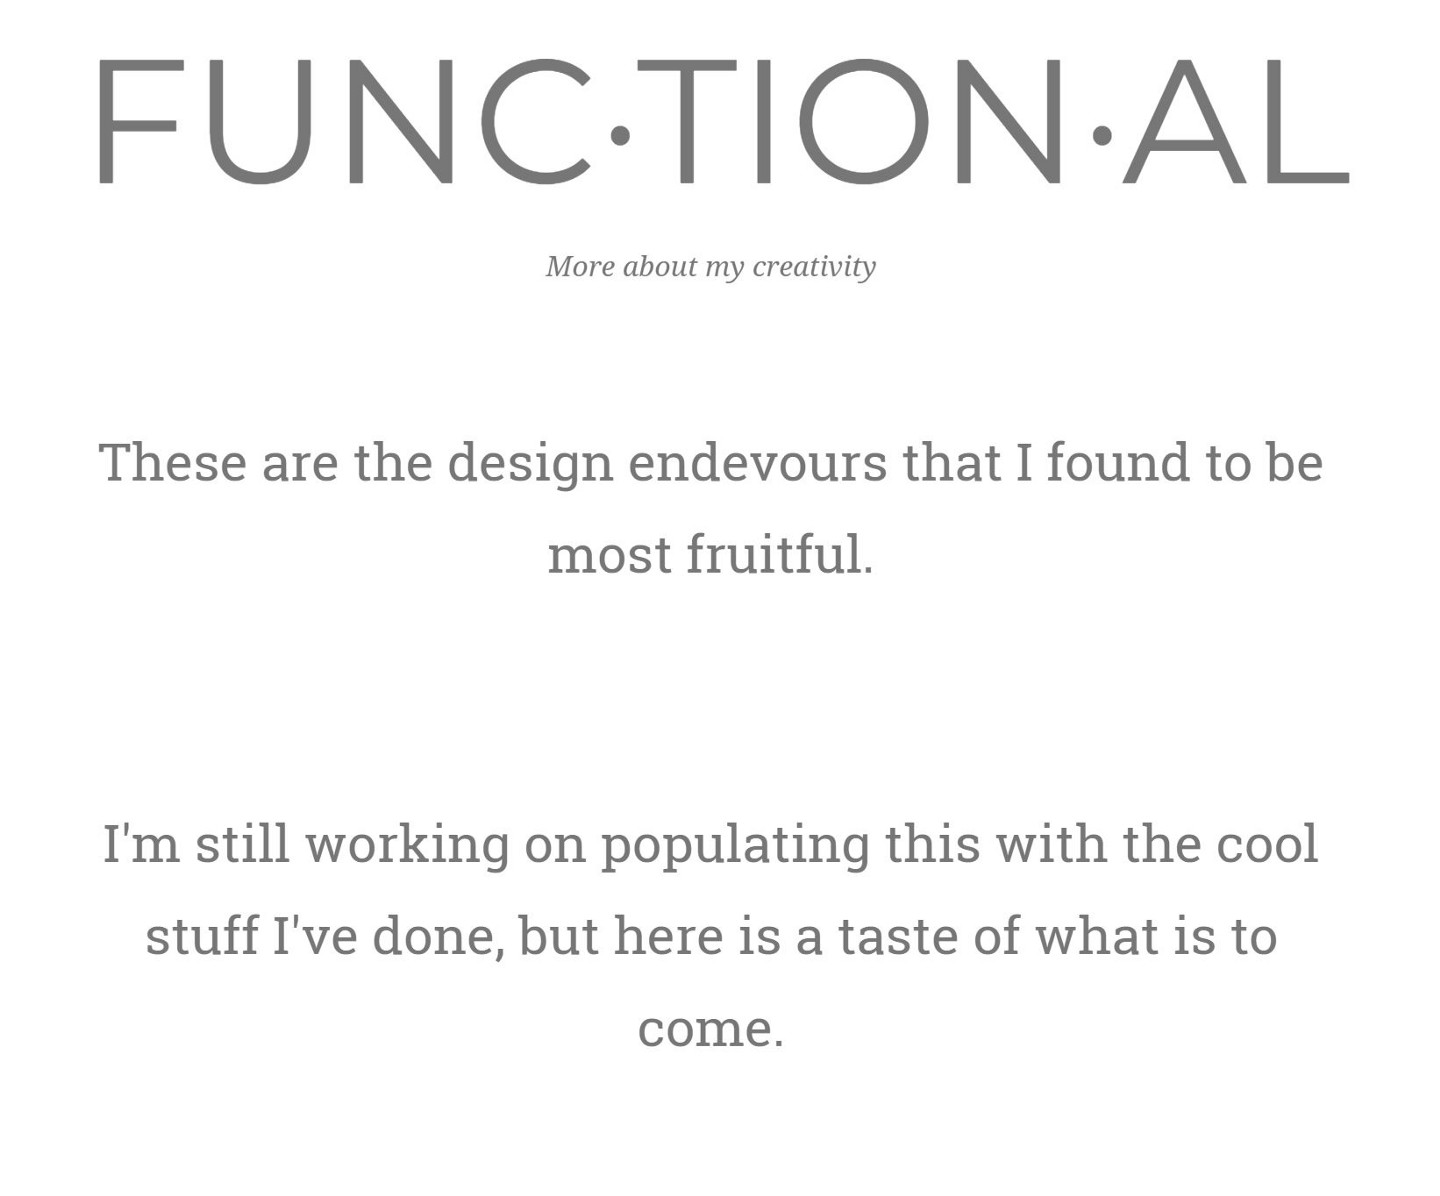 FUNC·TION·AL
More about my creativity
These are the design endevours that I found to be
most fruitful.
I'm still working on populating this with the cool
stuff I've done, but here is a taste of what is to
come.